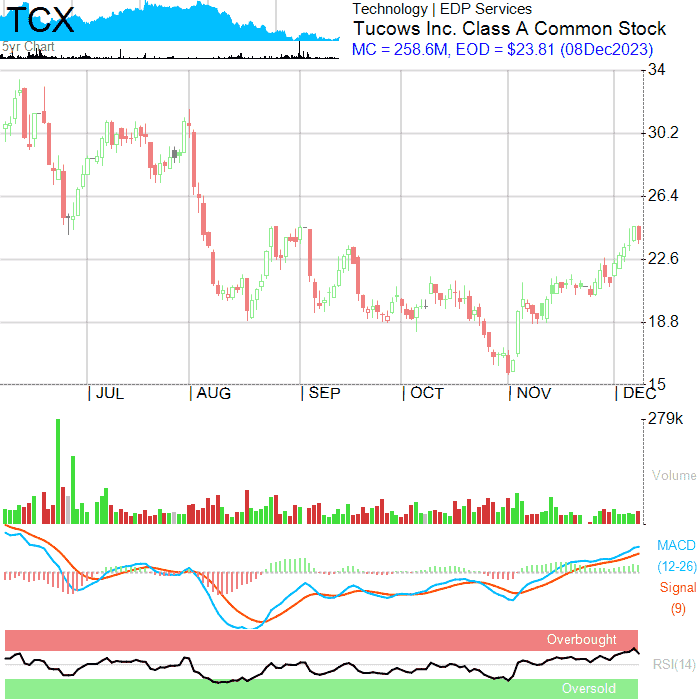 TCX
5yr Chart
Technology | EDP Services
Tucows Inc. Class A Common Stock
MC = 258.6M, EOD = $23.81 (08Dec2023)
34
30.2
26.4
22.6
18.8
15
| JUL | AUG | SEP | OCT | NOV | DEC
279k
Volume
MACD
(12-26)
Signal
(9)
Overbought
RSI(14)
Oversold